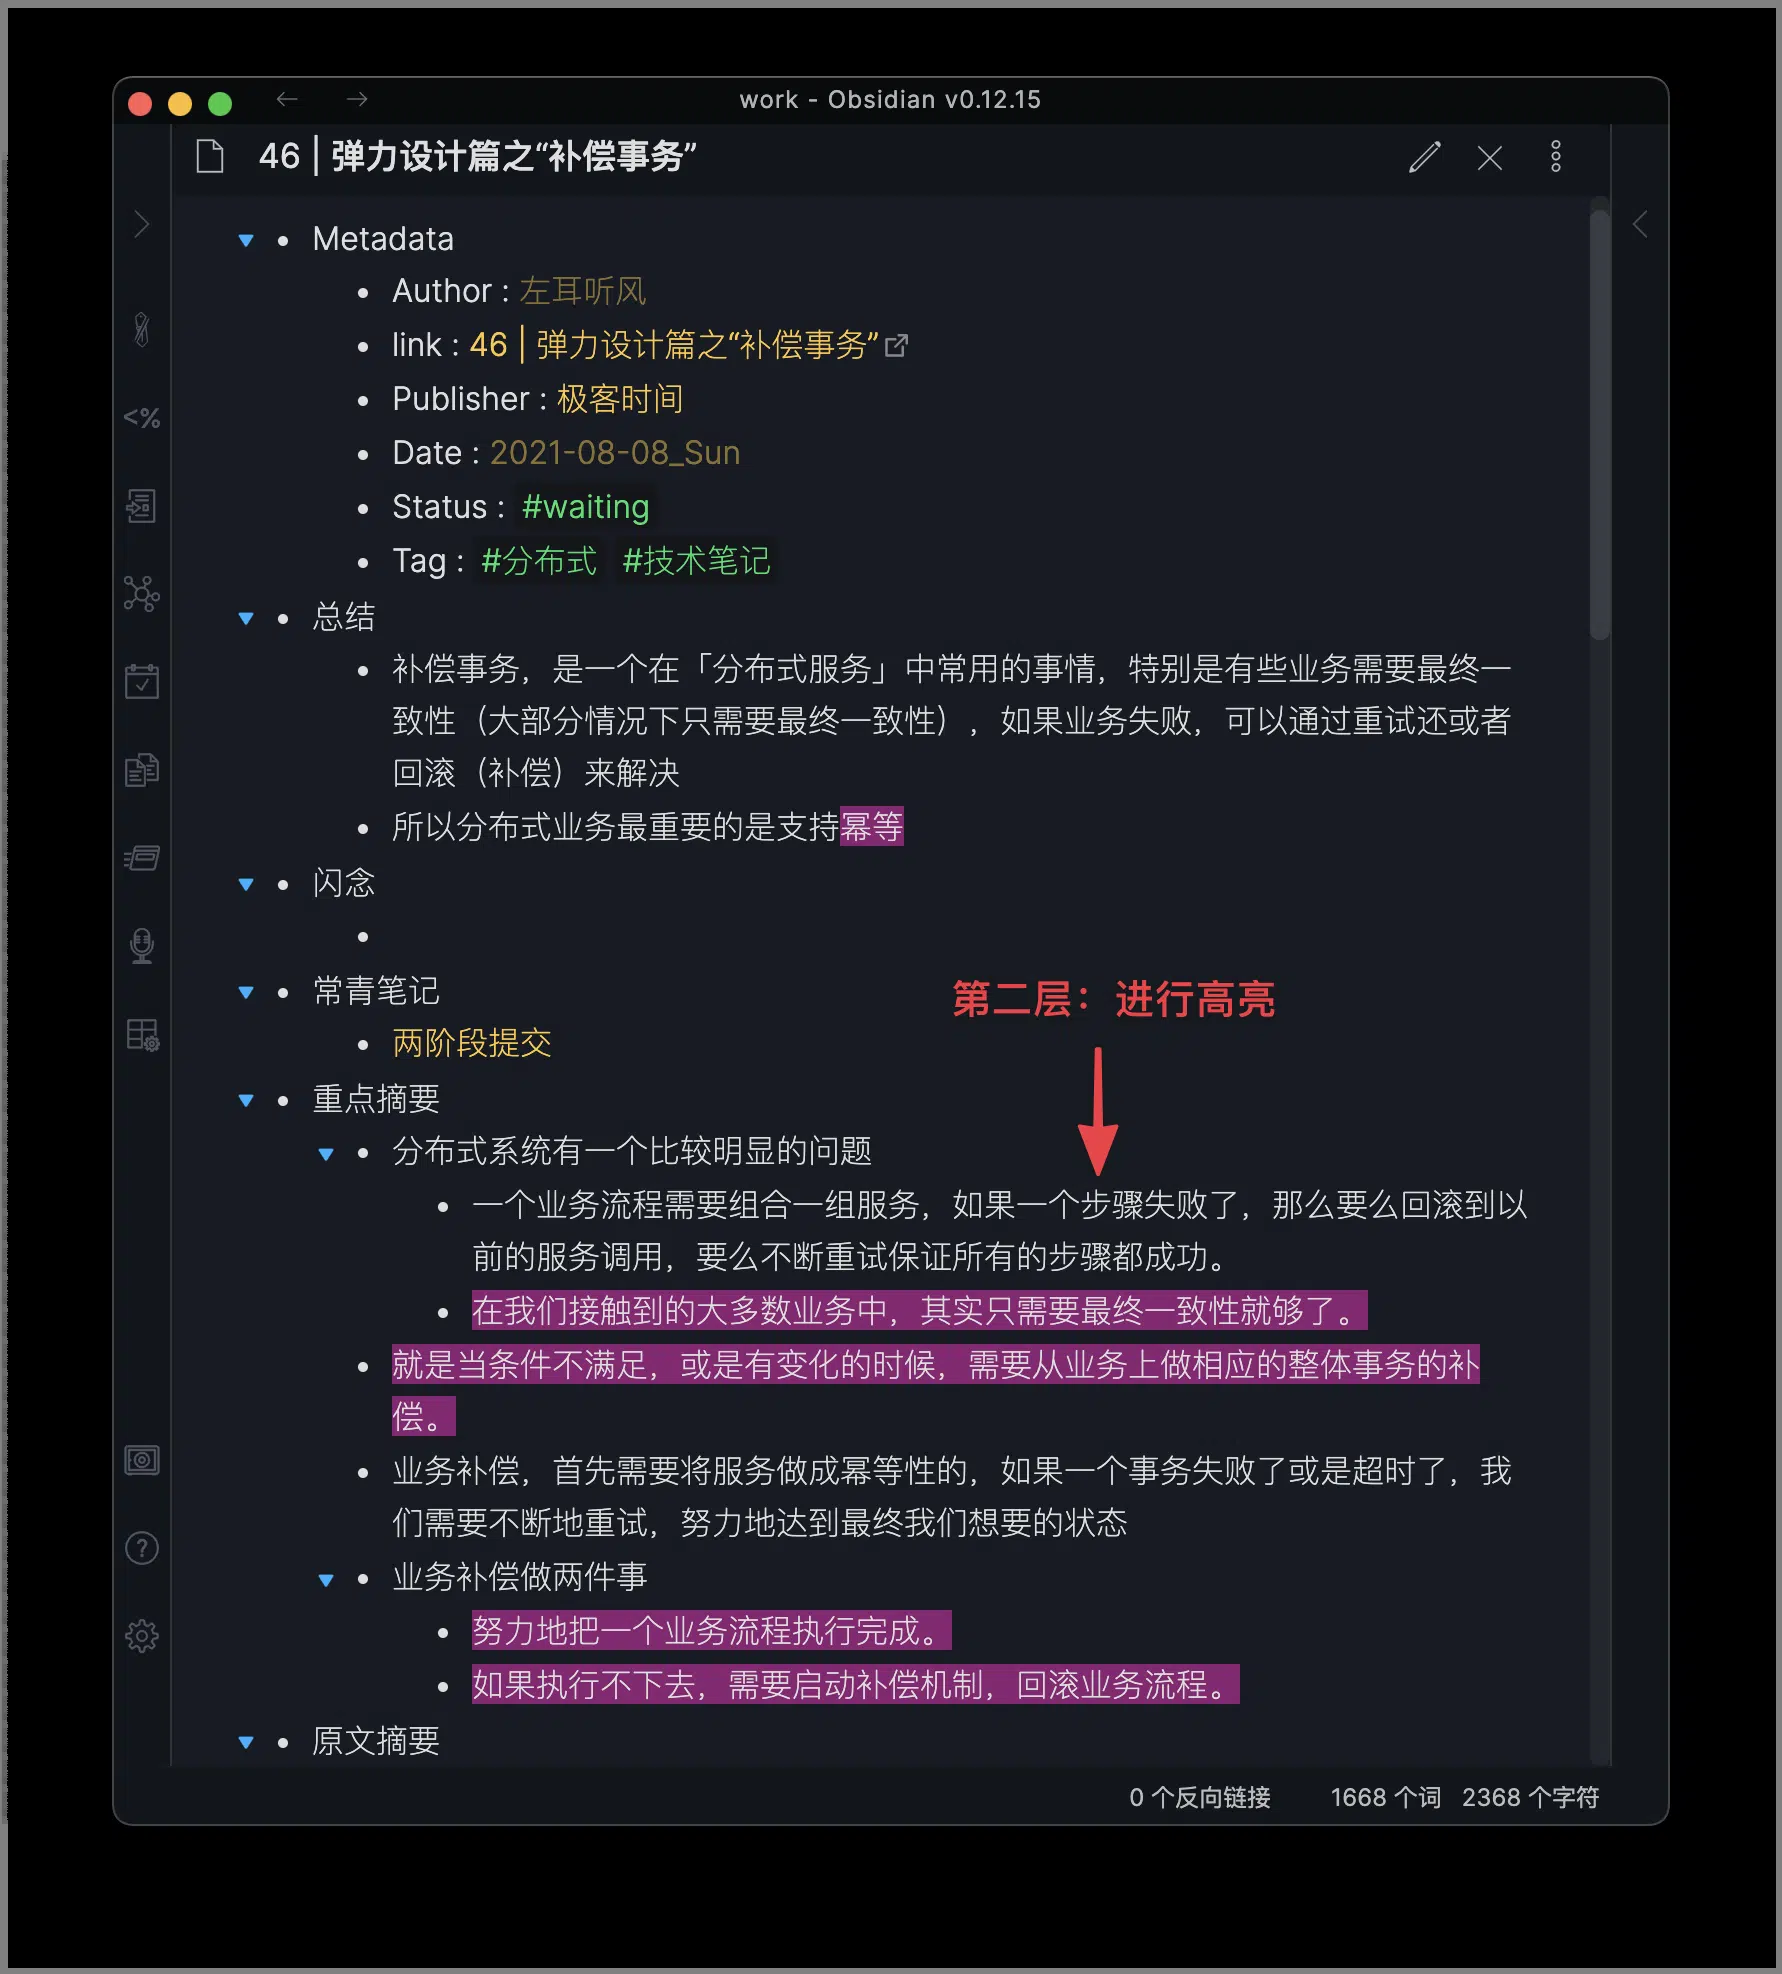 work - Obsidian v0.12.15
46 | 弹力设计篇之“补偿事务”
Metadata
Author : 左耳听风
link : 46 | 弹力设计篇之“补偿事务”
Publisher : 极客时间
Date : 2021-08-08_Sun
Status : #waiting
Tag : #分布式 #技术笔记
总结
补偿事务，是一个在「分布式服务」中常用的事情，特别是有些业务需要最终一
致性（大部分情况下只需要最终一致性），如果业务失败，可以通过重试还或者
回滚（补偿）来解决
所以分布式业务最重要的是支持幂等
闪念
常青笔记
两阶段提交
第二层：进行高亮
重点摘要
分布式系统有一个比较明显的问题
一个业务流程需要组合一组服务，如果一个步骤失败了，那么要么回滚到以
前的服务调用，要么不断重试保证所有的步骤都成功。
在我们接触到的大多数业务中，其实只需要最终一致性就够了。
就是当条件不满足，或是有变化的时候，需要从业务上做相应的整体事务的补
偿。
业务补偿，首先需要将服务做成幂等性的，如果一个事务失败了或是超时了，我
们需要不断地重试，努力地达到最终我们想要的状态
业务补偿做两件事
努力地把一个业务流程执行完成。
如果执行不下去，需要启动补偿机制，回滚业务流程。
原文摘要
0 个反向链接 1668 个词 2368 个字符